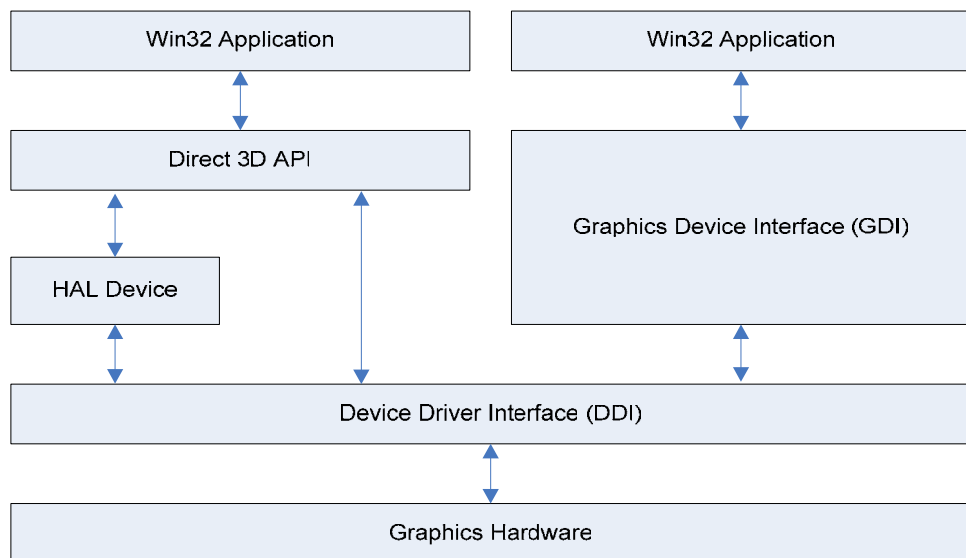 Win32 Application
Win32 Application
Direct 3D API
Graphics Device Interface (GDI)
HAL Device
Device Driver Interface (DDI)
Graphics Hardware